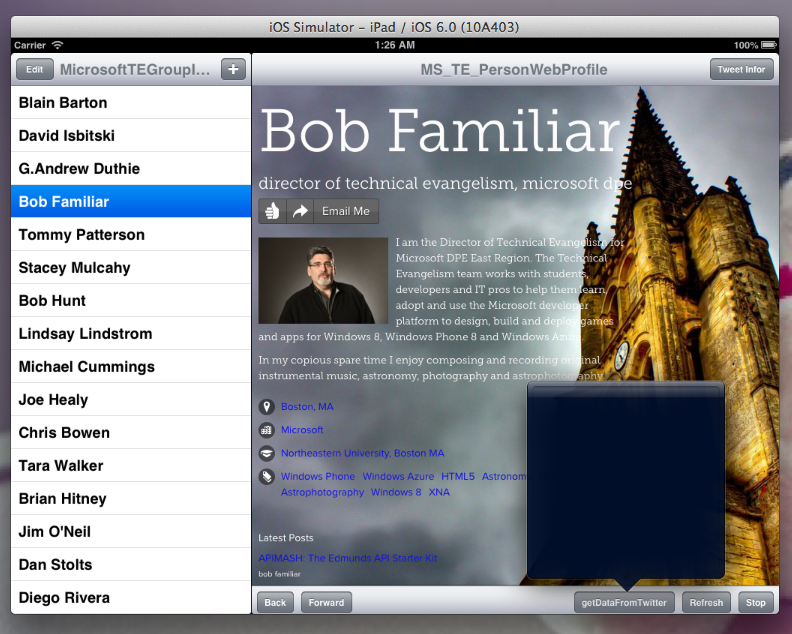 iOS Simulator – iPad / iOS 6.0 (10A403)
Carrier 1:26 AM 100%
Edit MicrosoftTEGroupI... +
MS_TE_PersonWebProfile Tweet Infor
Blain Barton
David Isbitski
G.Andrew Duthie
Bob Familiar
Tommy Patterson
Stacey Mulcahy
Bob Hunt
Lindsay Lindstrom
Michael Cummings
Joe Healy
Chris Bowen
Tara Walker
Brian Hitney
Jim O'Neil
Dan Stolts
Diego Rivera
Bob Familiar
director of technical evangelism, microsoft dpe
Email Me
I am the Director of Technical Evangelism for
Microsoft DPE East Region. The Technical
Evangelism team works with students,
developers and IT pros to help them learn,
adopt and use the Microsoft developer
platform to design, build and deploy games
and apps for Windows 8, Windows Phone 8 and Windows Azure.
In my copious spare time I enjoy composing and recording original
instrumental music, astronomy, photography and astrophotography.
Boston, MA
Microsoft
Northeastern University, Boston MA
Windows Phone Windows Azure HTML5 Astronom
Astrophotography Windows 8 XNA
Latest Posts
APIMASH: The Edmunds API Starter Kit
bob familiar
Back Forward getDataFromTwitter Refresh Stop